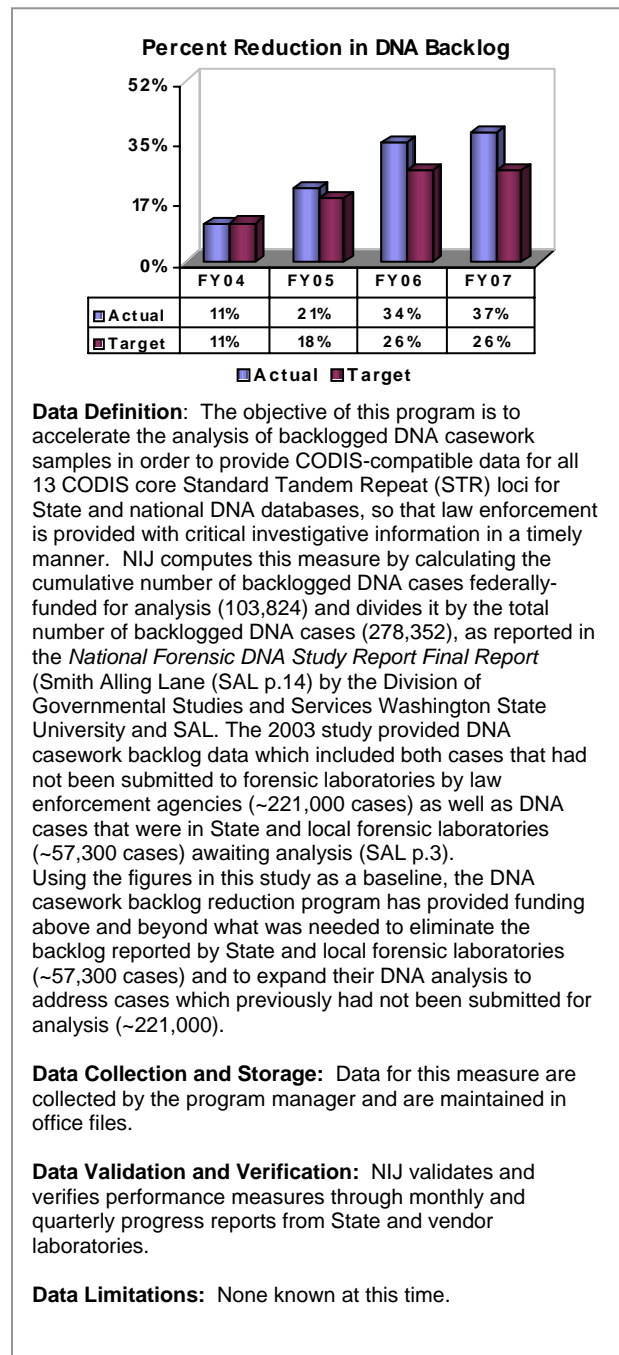 Percent Reduction in DNA Backlog
52%
35%
17%
0%
FY04 FY05 FY06 FY07
Actual 11% 21% 34% 37%
Target 11% 18% 26% 26%
Actual Target
Data Definition: The objective of this program is to
accelerate the analysis of backlogged DNA casework
samples in order to provide CODIS-compatible data for all
13 CODIS core Standard Tandem Repeat (STR) loci for
State and national DNA databases, so that law enforcement
is provided with critical investigative information in a timely
manner. NIJ computes this measure by calculating the
cumulative number of backlogged DNA cases federally-
funded for analysis (103,824) and divides it by the total
number of backlogged DNA cases (278,352), as reported in
the National Forensic DNA Study Report Final Report
(Smith Alling Lane (SAL p.14) by the Division of
Governmental Studies and Services Washington State
University and SAL. The 2003 study provided DNA
casework backlog data which included both cases that had
not been submitted to forensic laboratories by law
enforcement agencies (~221,000 cases) as well as DNA
cases that were in State and local forensic laboratories
(~57,300 cases) awaiting analysis (SAL p.3).
Using the figures in this study as a baseline, the DNA
casework backlog reduction program has provided funding
above and beyond what was needed to eliminate the
backlog reported by State and local forensic laboratories
(~57,300 cases) and to expand their DNA analysis to
address cases which previously had not been submitted for
analysis (~221,000).
Data Collection and Storage: Data for this measure are
collected by the program manager and are maintained in
office files.
Data Validation and Verification: NIJ validates and
verifies performance measures through monthly and
quarterly progress reports from State and vendor
laboratories.
Data Limitations: None known at this time.